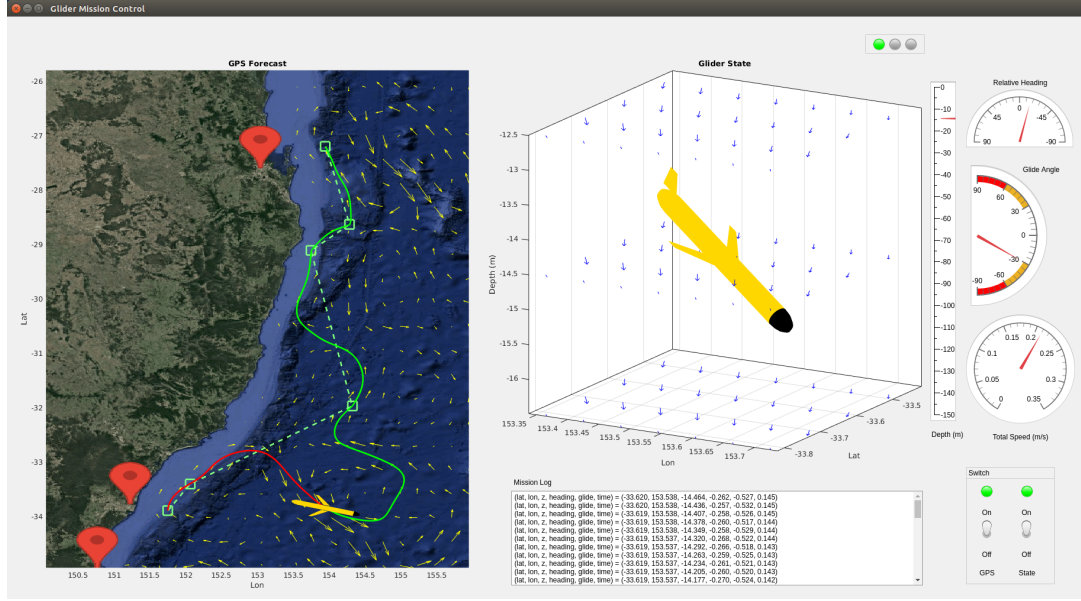 Glider Mission Control
GPS Forecast
-26
-27
-28
-29
-30
-31
-32
-33
-34
Lat
150.5 151 151.5 152 152.5 153 153.5 154 154.5 155 155.5
Lon
Glider State
-12.5
-13
-13.5
-14
-14.5
-15
-15.5
-16
Depth (m)
153.35 153.4 153.45 153.5 153.55 153.6 153.65 153.7
Lon
-33.8 -33.7 -33.6 -33.5
Lat
0
-10
-20
-30
-40
-50
-60
-70
-80
-90
-100
-110
-120
-130
-140
-150
Depth (m)
Relative Heading
90 45 0 -45 -90
Glide Angle
90
60
30
0
-30
-60
-90
0 0.05 0.1 0.15 0.2 0.25 0.3 0.35
Total Speed (m/s)
Mission Log
(lat, lon, z, heading, glide, time) = (-33.620, 153.538, -14.464, -0.262, -0.527, 0.145)
(lat, lon, z, heading, glide, time) = (-33.620, 153.538, -14.436, -0.257, -0.532, 0.145)
(lat, lon, z, heading, glide, time) = (-33.619, 153.538, -14.407, -0.258, -0.526, 0.145)
(lat, lon, z, heading, glide, time) = (-33.619, 153.538, -14.378, -0.260, -0.517, 0.144)
(lat, lon, z, heading, glide, time) = (-33.619, 153.538, -14.349, -0.258, -0.529, 0.144)
(lat, lon, z, heading, glide, time) = (-33.619, 153.537, -14.320, -0.268, -0.522, 0.144)
(lat, lon, z, heading, glide, time) = (-33.619, 153.537, -14.292, -0.266, -0.518, 0.143)
(lat, lon, z, heading, glide, time) = (-33.619, 153.537, -14.263, -0.259, -0.525, 0.143)
(lat, lon, z, heading, glide, time) = (-33.619, 153.537, -14.234, -0.261, -0.521, 0.143)
(lat, lon, z, heading, glide, time) = (-33.619, 153.537, -14.205, -0.260, -0.520, 0.143)
(lat, lon, z, heading, glide, time) = (-33.619, 153.537, -14.177, -0.270, -0.524, 0.142)
Switch
On On
Off Off
GPS State